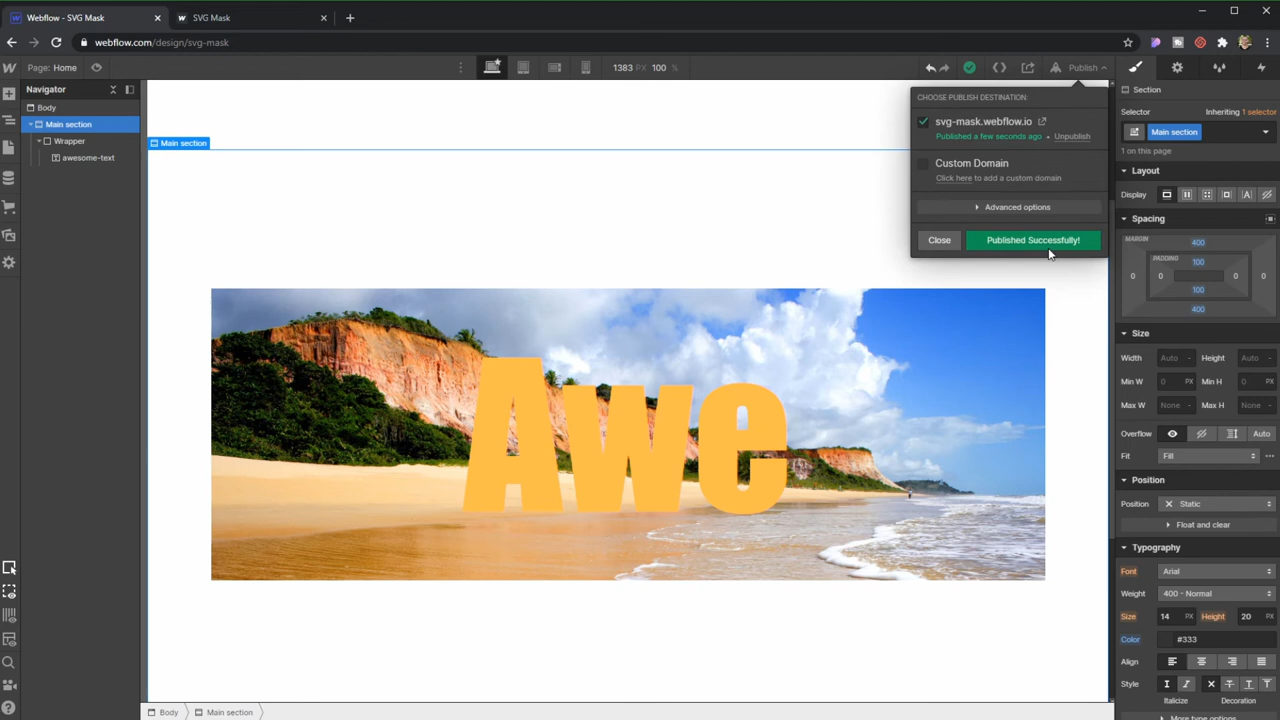 Webflow - SVG Mask
SVG Mask
webflow.com/design/svg-mask
Page: Home
1383 PX 100 %
Publish
Navigator
Body
Main section
Wrapper
awesome-text
Main section
CHOOSE PUBLISH DESTINATION:
svg-mask.webflow.io
Published a few seconds ago • Unpublish
Custom Domain
Click here to add a custom domain
Advanced options
Close
Published Successfully!
Awe
Section
Selector
Inheriting 1 selector
Main section
1 on this page
Layout
Display
Spacing
MARGIN
400
PADDING
100
0
0
0
0
100
400
Size
Width Auto - Height Auto -
Min W 0 PX Min H 0 PX
Max W None - Max H None -
Overflow Auto
Fit Fill
Position
Position Static
Float and clear
Typography
Font Arial
Weight 400 - Normal
Size 14 PX Height 20 PX
Color #333
Align
Style
Italicize Decoration
More type options
Body Main section